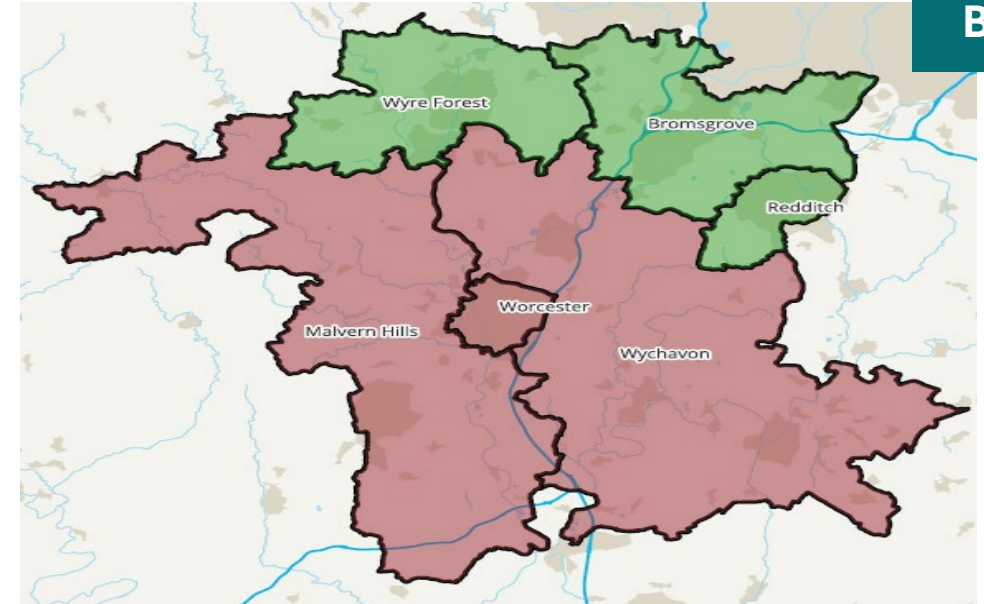 B
Wyre Forest
Bromsgrove
Redditch
Worcester
Malvern Hills
Wychavon